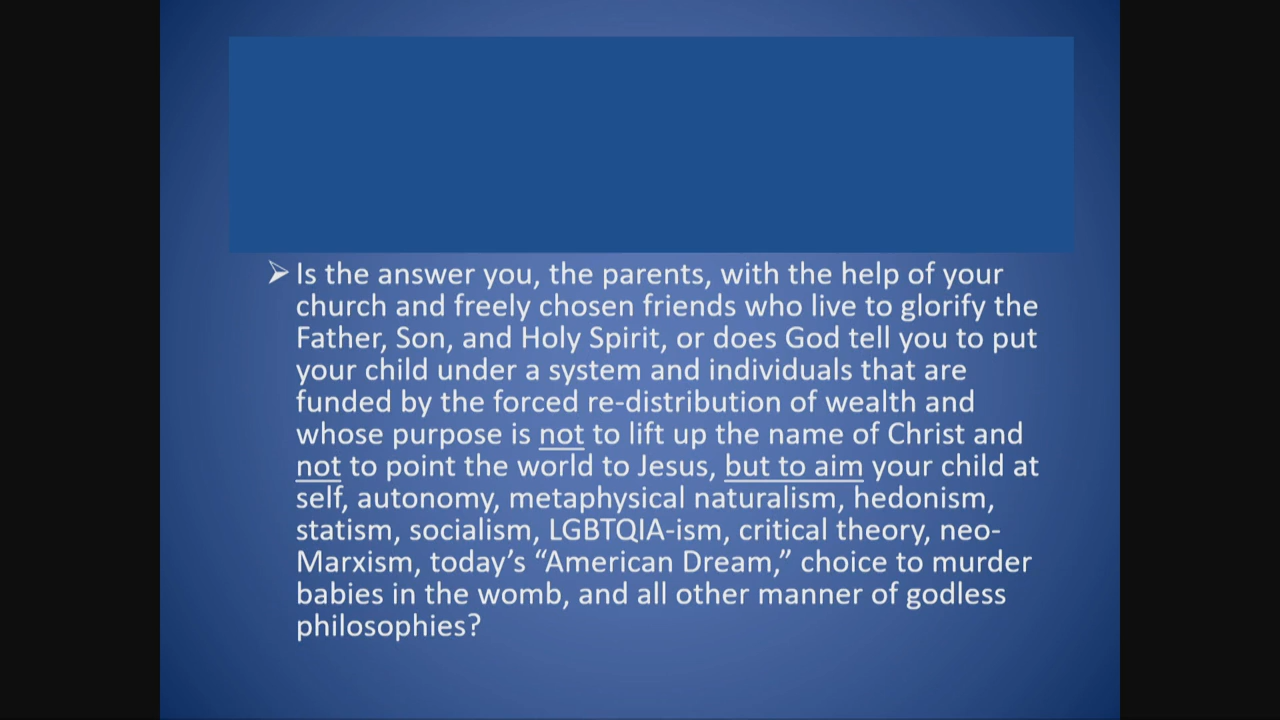 ➢ Is the answer you, the parents, with the help of your
church and freely chosen friends who live to glorify the
Father, Son, and Holy Spirit, or does God tell you to put
your child under a system and individuals that are
funded by the forced re-distribution of wealth and
whose purpose is not to lift up the name of Christ and
not to point the world to Jesus, but to aim your child at
self, autonomy, metaphysical naturalism, hedonism,
statism, socialism, LGBTQIA-ism, critical theory, neo-
Marxism, today’s “American Dream,” choice to murder
babies in the womb, and all other manner of godless
philosophies?